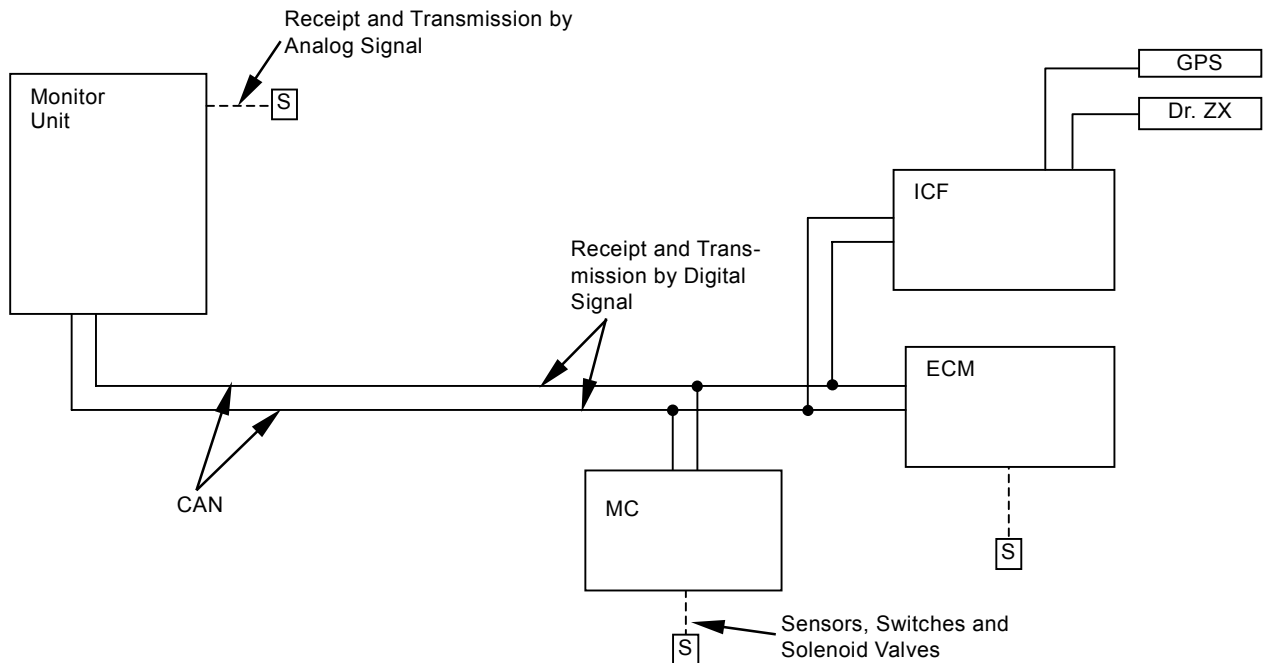 Receipt and Transmission by
Analog Signal
Monitor
Unit
S
GPS
Dr. ZX
ICF
Receipt and Trans-
mission by Digital
Signal
ECM
CAN
MC
S
Sensors, Switches and
Solenoid Valves
S